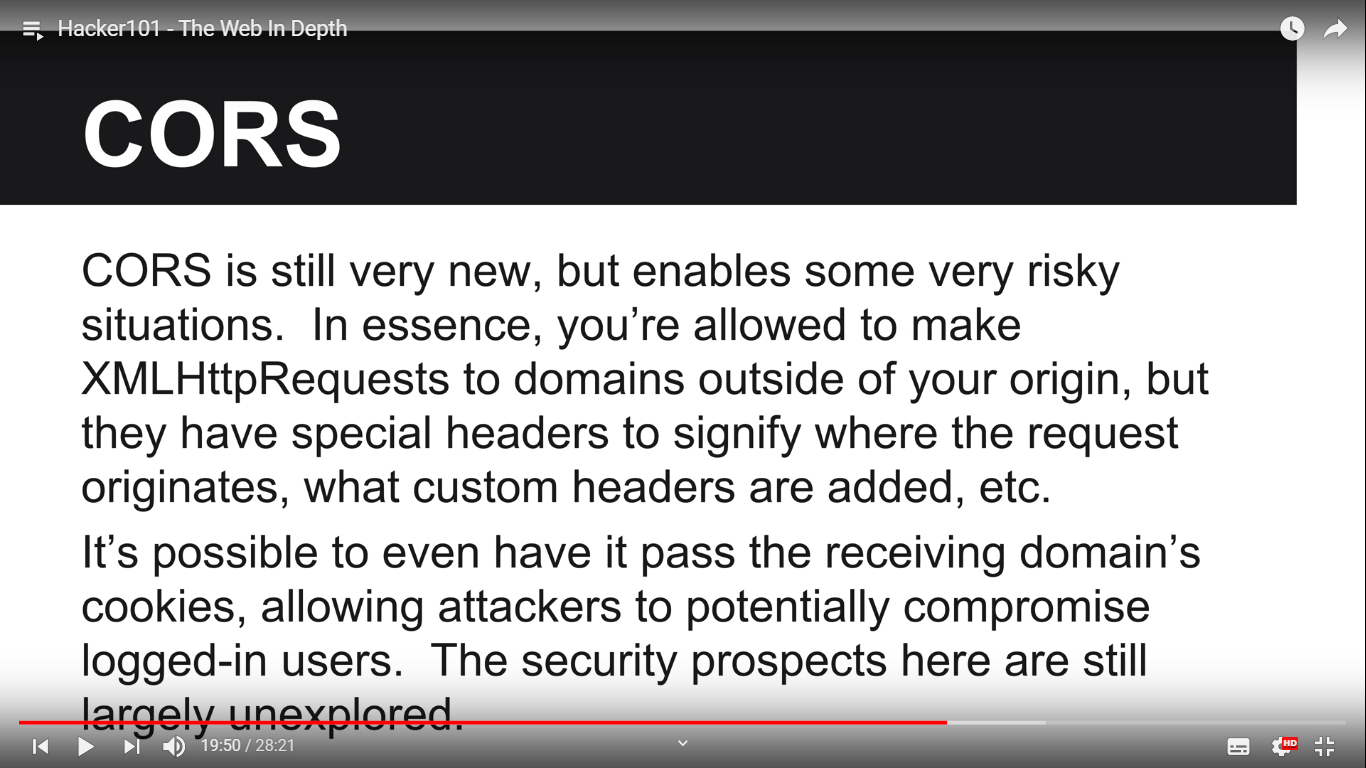 Hacker101 - The Web In Depth
CORS
CORS is still very new, but enables some very risky
situations.  In essence, you’re allowed to make
XMLHttpRequests to domains outside of your origin, but
they have special headers to signify where the request
originates, what custom headers are added, etc.
It’s possible to even have it pass the receiving domain’s
cookies, allowing attackers to potentially compromise
logged-in users.  The security prospects here are still
largely unexplored.
19:50 / 28:21
HD